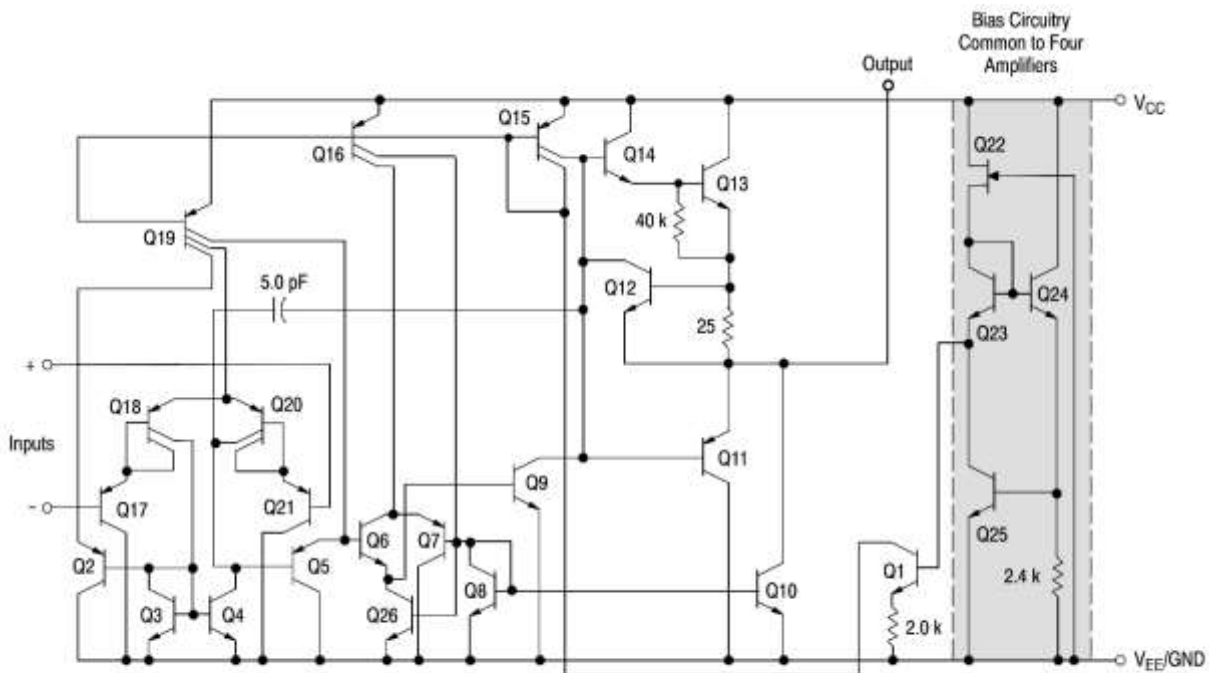 Bias Circuitry
Common to Four
Amplifiers
Output
V_CC
Q15
Q16
Q14
Q13
Q22
40 k
Q19
5.0 pF
Q12
Q24
25
Q23
+
Q18
Q20
Inputs
Q11
-
Q17
Q21
Q9
Q6
Q7
Q25
Q2
Q5
Q1
Q3
Q4
Q8
Q10
2.4 k
Q26
2.0 k
V_EE/GND